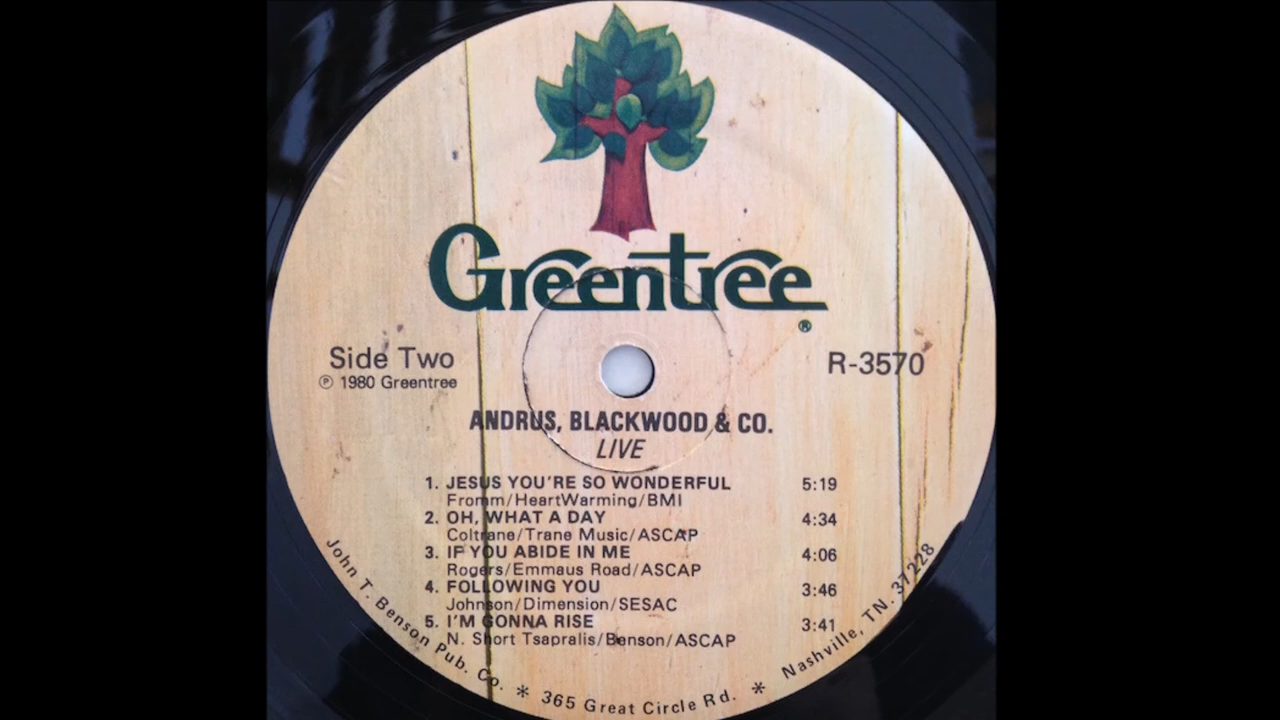 Greentree
®
Side Two
R-3570
℗ 1980 Greentree
ANDRUS, BLACKWOOD & CO.
LIVE
1. JESUS YOU'RE SO WONDERFUL 5:19
Fromm/HeartWarming/BMI
2. OH, WHAT A DAY 4:34
Coltrane/Trane Music/ASCAP
3. IF YOU ABIDE IN ME 4:06
Rogers/Emmaus Road/ASCAP
4. FOLLOWING YOU 3:46
Johnson/Dimension/SESAC
5. I'M GONNA RISE 3:41
N. Short Tsapralis/Benson/ASCAP
John T. Benson Pub. Co. * 365 Great Circle Rd. * Nashville, TN. 37228